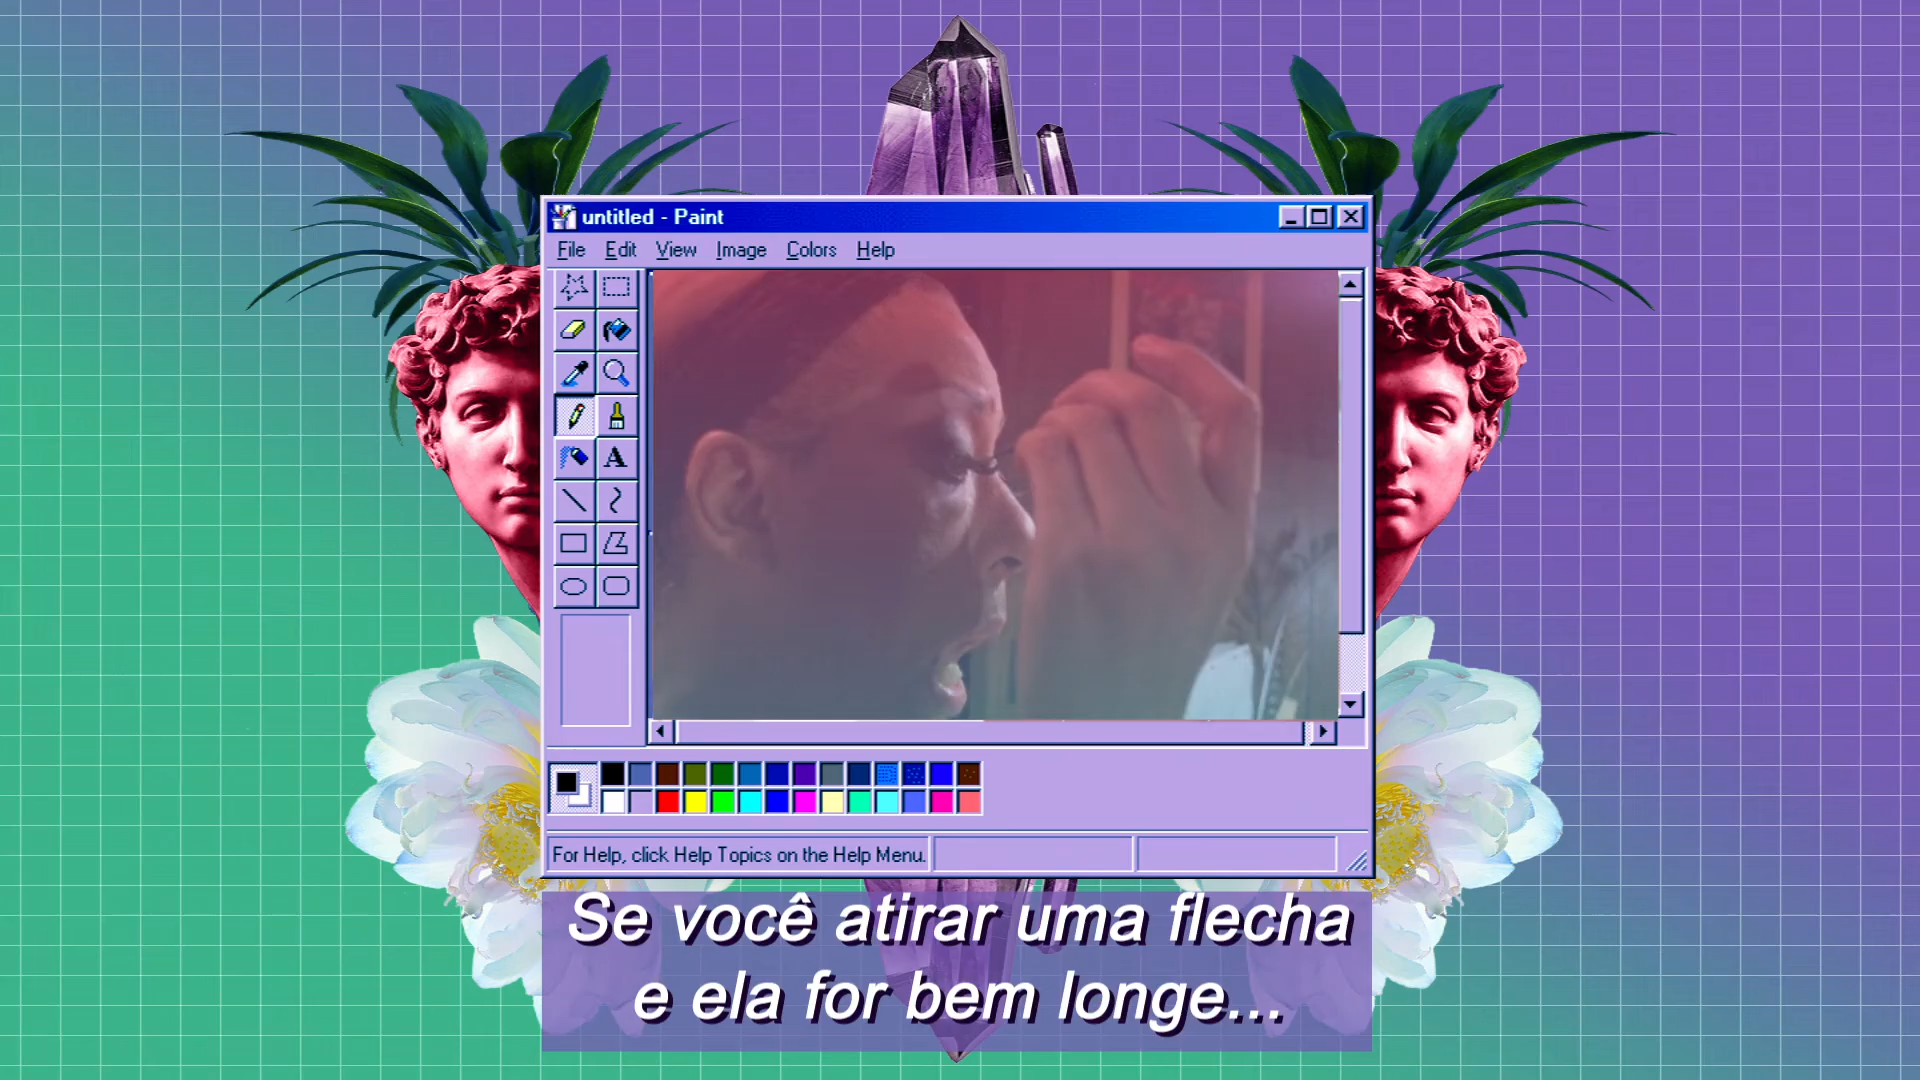 untitled - Paint
File Edit View Image Colors Help
A
For Help, click Help Topics on the Help Menu.
Se você atirar uma flecha
e ela for bem longe...